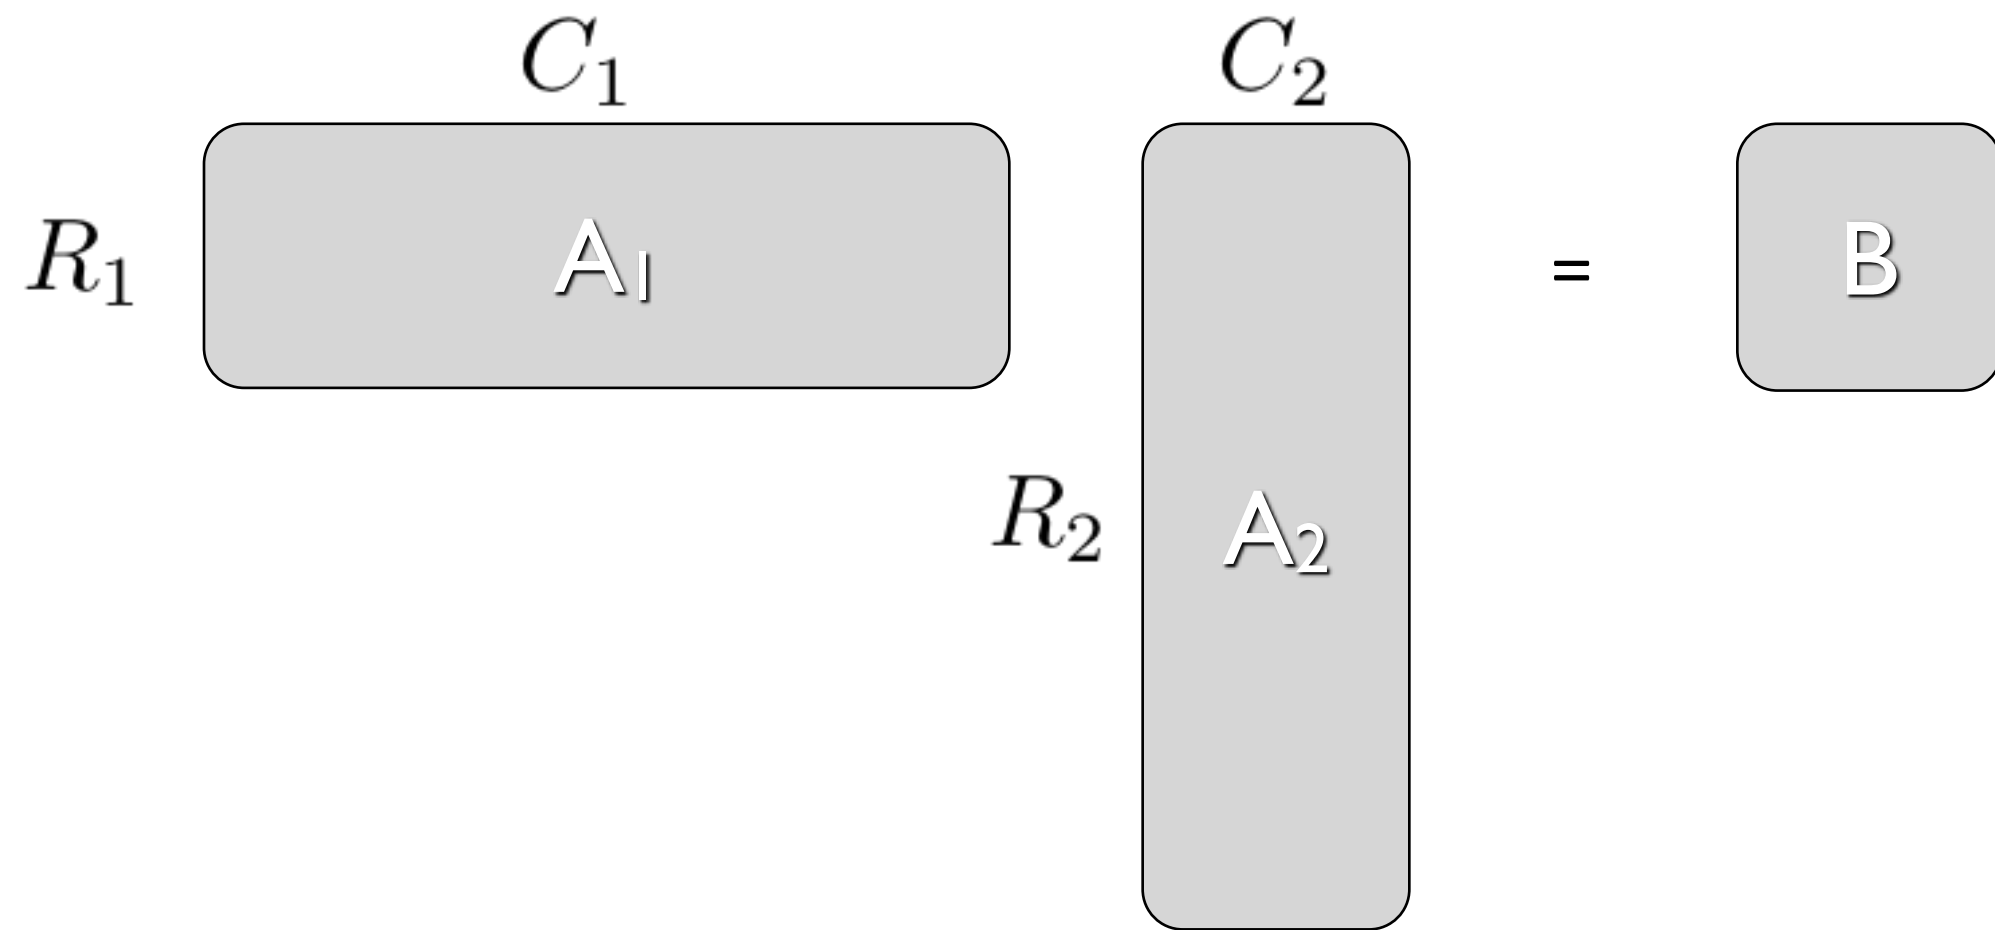 C₁ C₂
R₁ A₁ = B
R₂ A₂